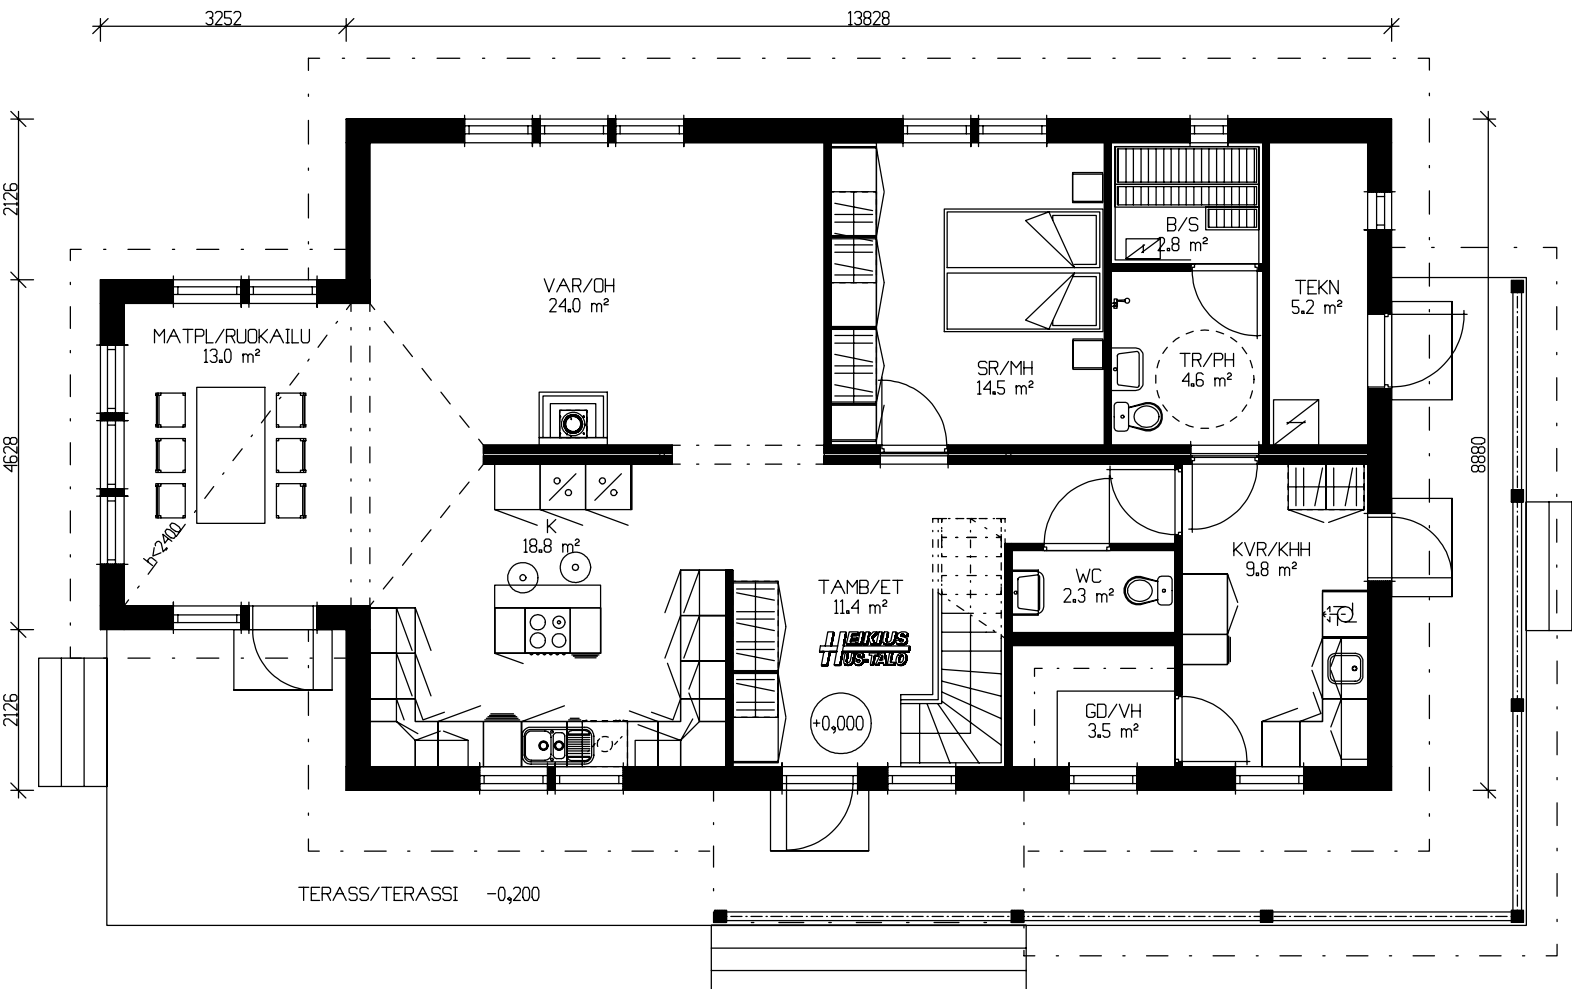 3252
13828
2126
4628
2126
8880
VAR/OH
24.0 m²
MATPL/RUOKAILU
13.0 m²
h<2400
SR/MH
14.5 m²
B/S
2.8 m²
TEKN
5.2 m²
TR/PH
4.6 m²
K
18.8 m²
TAMB/ET
11.4 m²
HEIKIUS
HUS-TALO
WC
2.3 m²
KVR/KHH
9.8 m²
GD/VH
3.5 m²
+0,000
TERASS/TERASSI -0,200